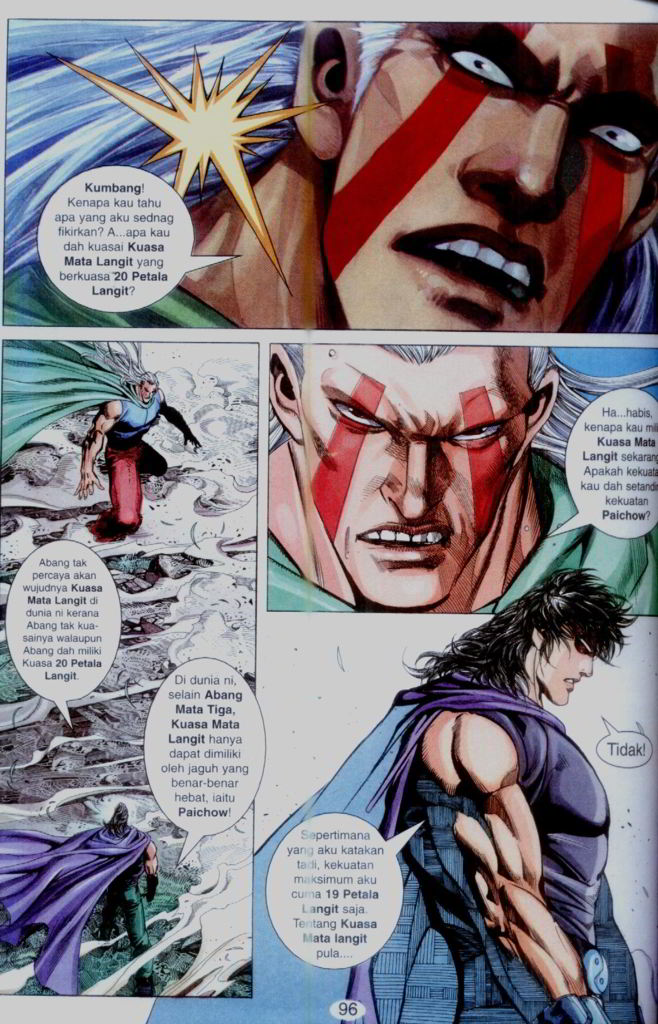 Kumbang!
Kenapa kau tahu
apa yang aku sednag
fikirkan? A...apa kau
dah kuasai Kuasa
Mata Langit yang
berkuasa 20 Petala
Langit?
Ha...habis,
kenapa kau mi
Kuasa Mata
Langit sekarang
Apakah kekuata
kau dah setandi
kekuatan
Paichow?
Abang tak
percaya akan
wujudnya Kuasa
Mata Langit di
dunia ni kerana
Abang tak kua-
sainya walaupun
Abang dah miliki
Kuasa 20 Petala
Langit.
Di dunia ni,
selain Abang
Mata Tiga,
Kuasa Mata
Langit hanya
dapat dimiliki
oleh jaguh yang
benar-benar
hebat, iaitu
Paichow!
Tidak!
Sepertimana
yang aku katakan
tadi, kekuatan
maksimum aku
cuma 19 Petala
Langit saja.
Tentang Kuasa
Mata langit
pula....
96